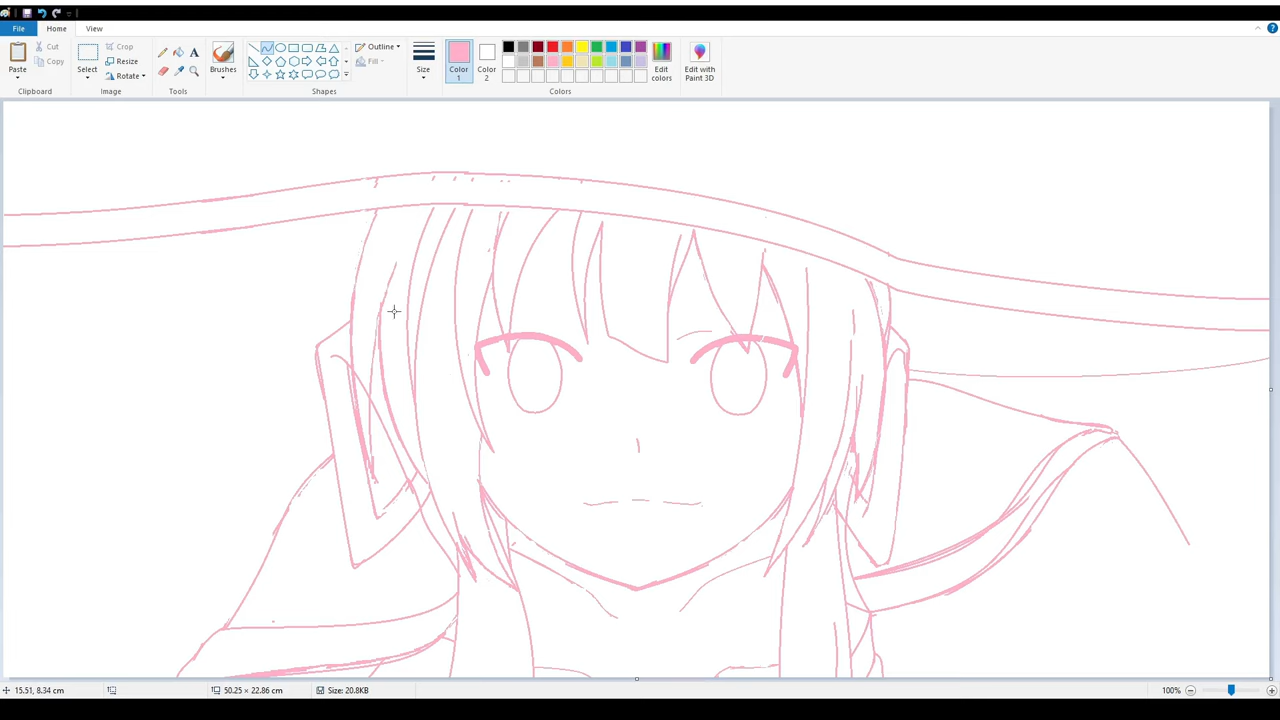 File Home View
Paste Cut Copy Select Crop Resize Rotate A Brushes Outline Fill Size Color 1 Color 2 Edit colors Edit with Paint 3D
Clipboard Image Tools Shapes Colors
15.51, 8.34 cm 50.25 × 22.86 cm Size: 20.8KB 100%